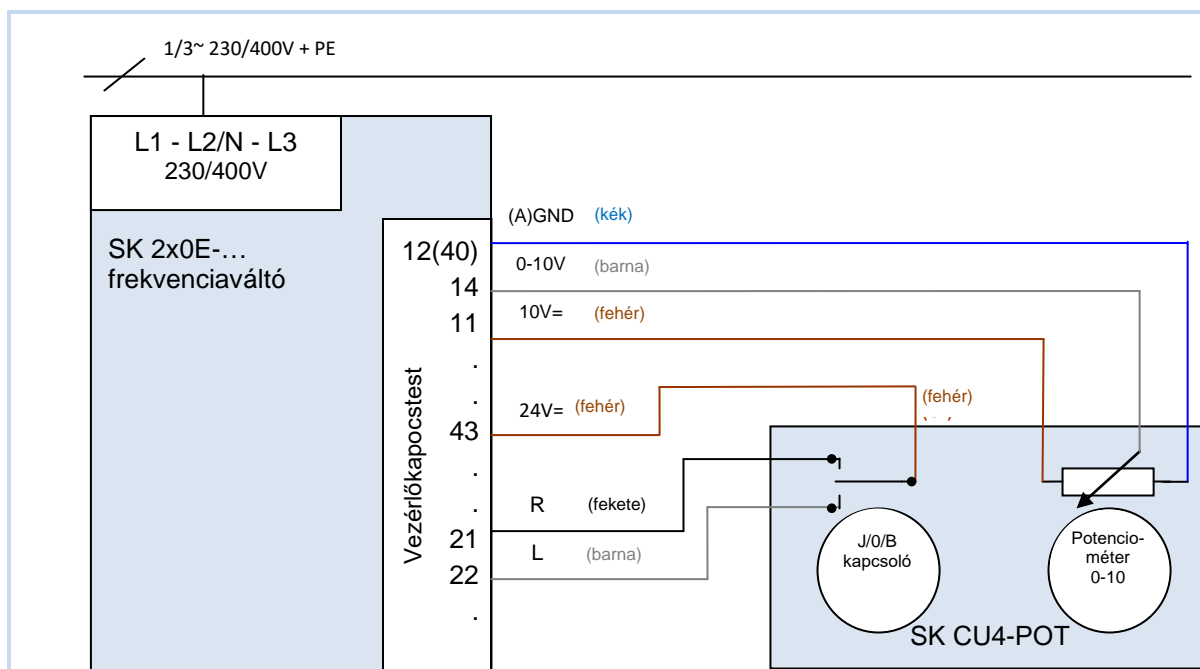 1/3~ 230/400V + PE
L1 - L2/N - L3
230/400V
SK 2x0E-...
frekvenciaváltó
Vezérlőkapocstest
12(40)
14
11
.
.
43
.
.
21
22
.
(A)GND (kék)
0-10V (barna)
10V= (fehér)
24V= (fehér)
(fehér)
R (fekete)
L (barna)
J/0/B
kapcsoló
Potencio-
méter
0-10
SK CU4-POT